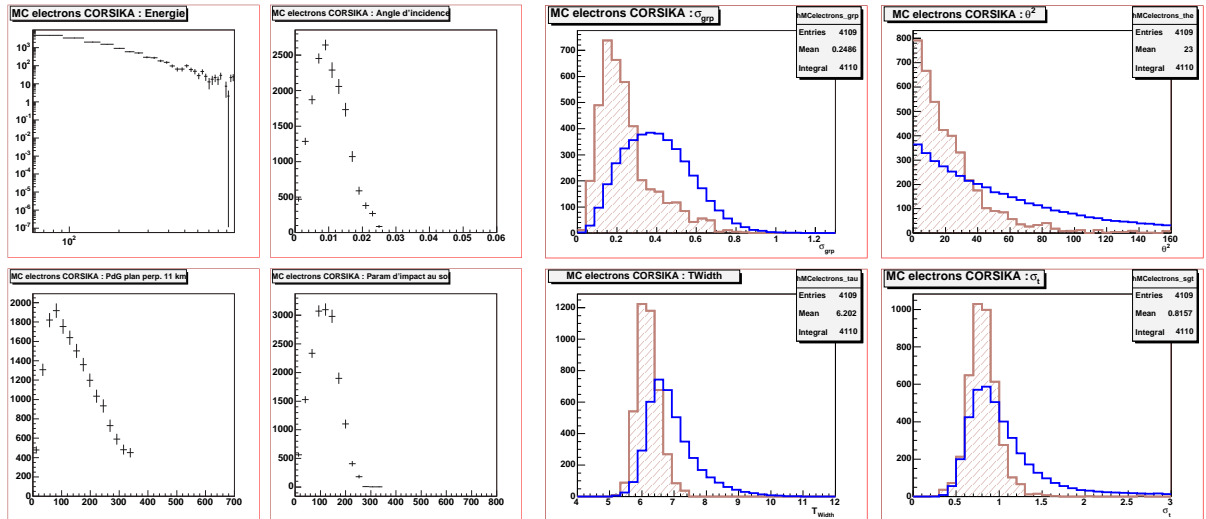 MC electrons CORSIKA : Energie
10³
10²
10
1
10⁻¹
10⁻²
10⁻³
10⁻⁴
10⁻⁵
10⁻⁶
10⁻⁷
10²
MC electrons CORSIKA : Angle d'incidence
2500
2000
1500
1000
500
0
0 0.01 0.02 0.03 0.04 0.05 0.06
MC electrons CORSIKA : σgrp
hMCelectrons_grp
Entries 4109
Mean 0.2486
Integral 4110
700
600
500
400
300
200
100
0
0 0.2 0.4 0.6 0.8 1 1.2
σgrp
MC electrons CORSIKA : θ²
hMCelectrons_the
Entries 4109
Mean 23
Integral 4110
800
700
600
500
400
300
200
100
0
0 20 40 60 80 100 120 140 160
θ²
MC electrons CORSIKA : PdG plan perp. 11 km
2000
1800
1600
1400
1200
1000
800
600
400
200
0
0 100 200 300 400 500 600 700
MC electrons CORSIKA : Param d'impact au sol
3000
2500
2000
1500
1000
500
0
0 100 200 300 400 500 600 700 800
MC electrons CORSIKA : TWidth
hMCelectrons_tau
Entries 4109
Mean 6.202
Integral 4110
1200
1000
800
600
400
200
0
4 5 6 7 8 9 10 11 12
TWidth
MC electrons CORSIKA : σt
hMCelectrons_sgt
Entries 4109
Mean 0.8157
Integral 4110
1000
800
600
400
200
0
0 0.5 1 1.5 2 2.5 3
σt